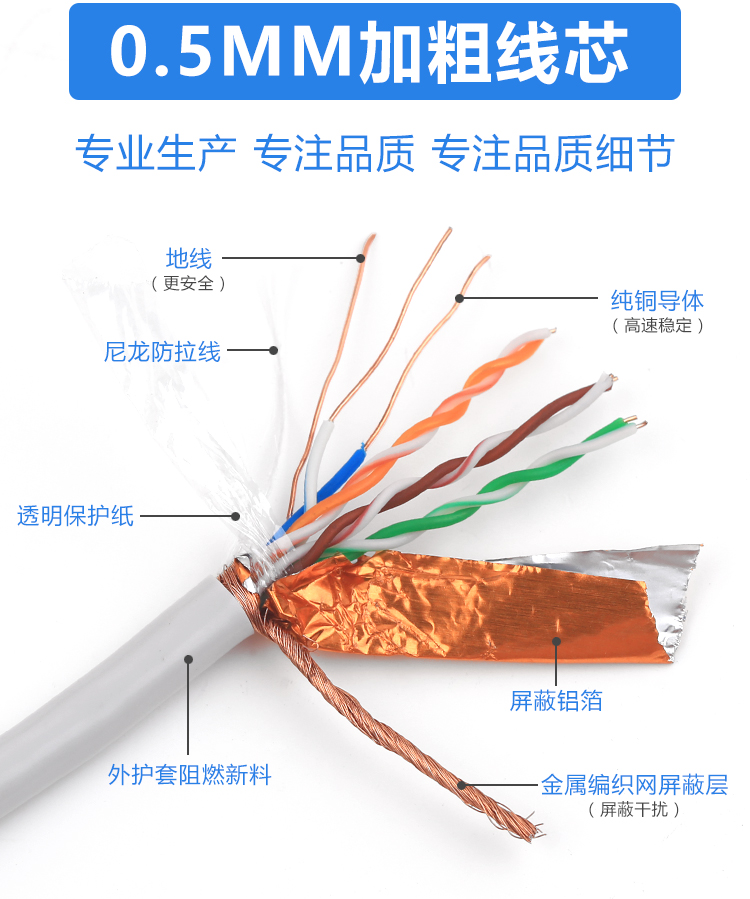 0.5MM加粗线芯
专业生产 专注品质 专注品质细节
地线
（更安全）
纯铜导体
（高速稳定）
尼龙防拉线
透明保护纸
屏蔽铝箔
外护套阻燃新料
金属编织网屏蔽层
（屏蔽干扰）